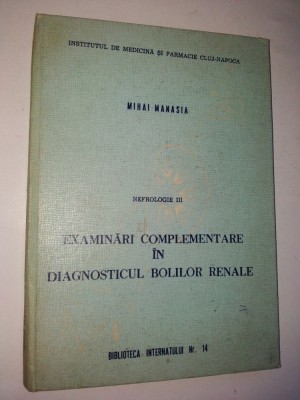 INSTITUTUL DE MEDICINĂ ȘI FARMACIE CLUJ-NAPOCA
MIHAI MANASIA
NEFROLOGIE III
EXAMINĂRI COMPLEMENTARE
ÎN
DIAGNOSTICUL BOLILOR RENALE
BIBLIOTECA INTERNATULUI Nr. 14